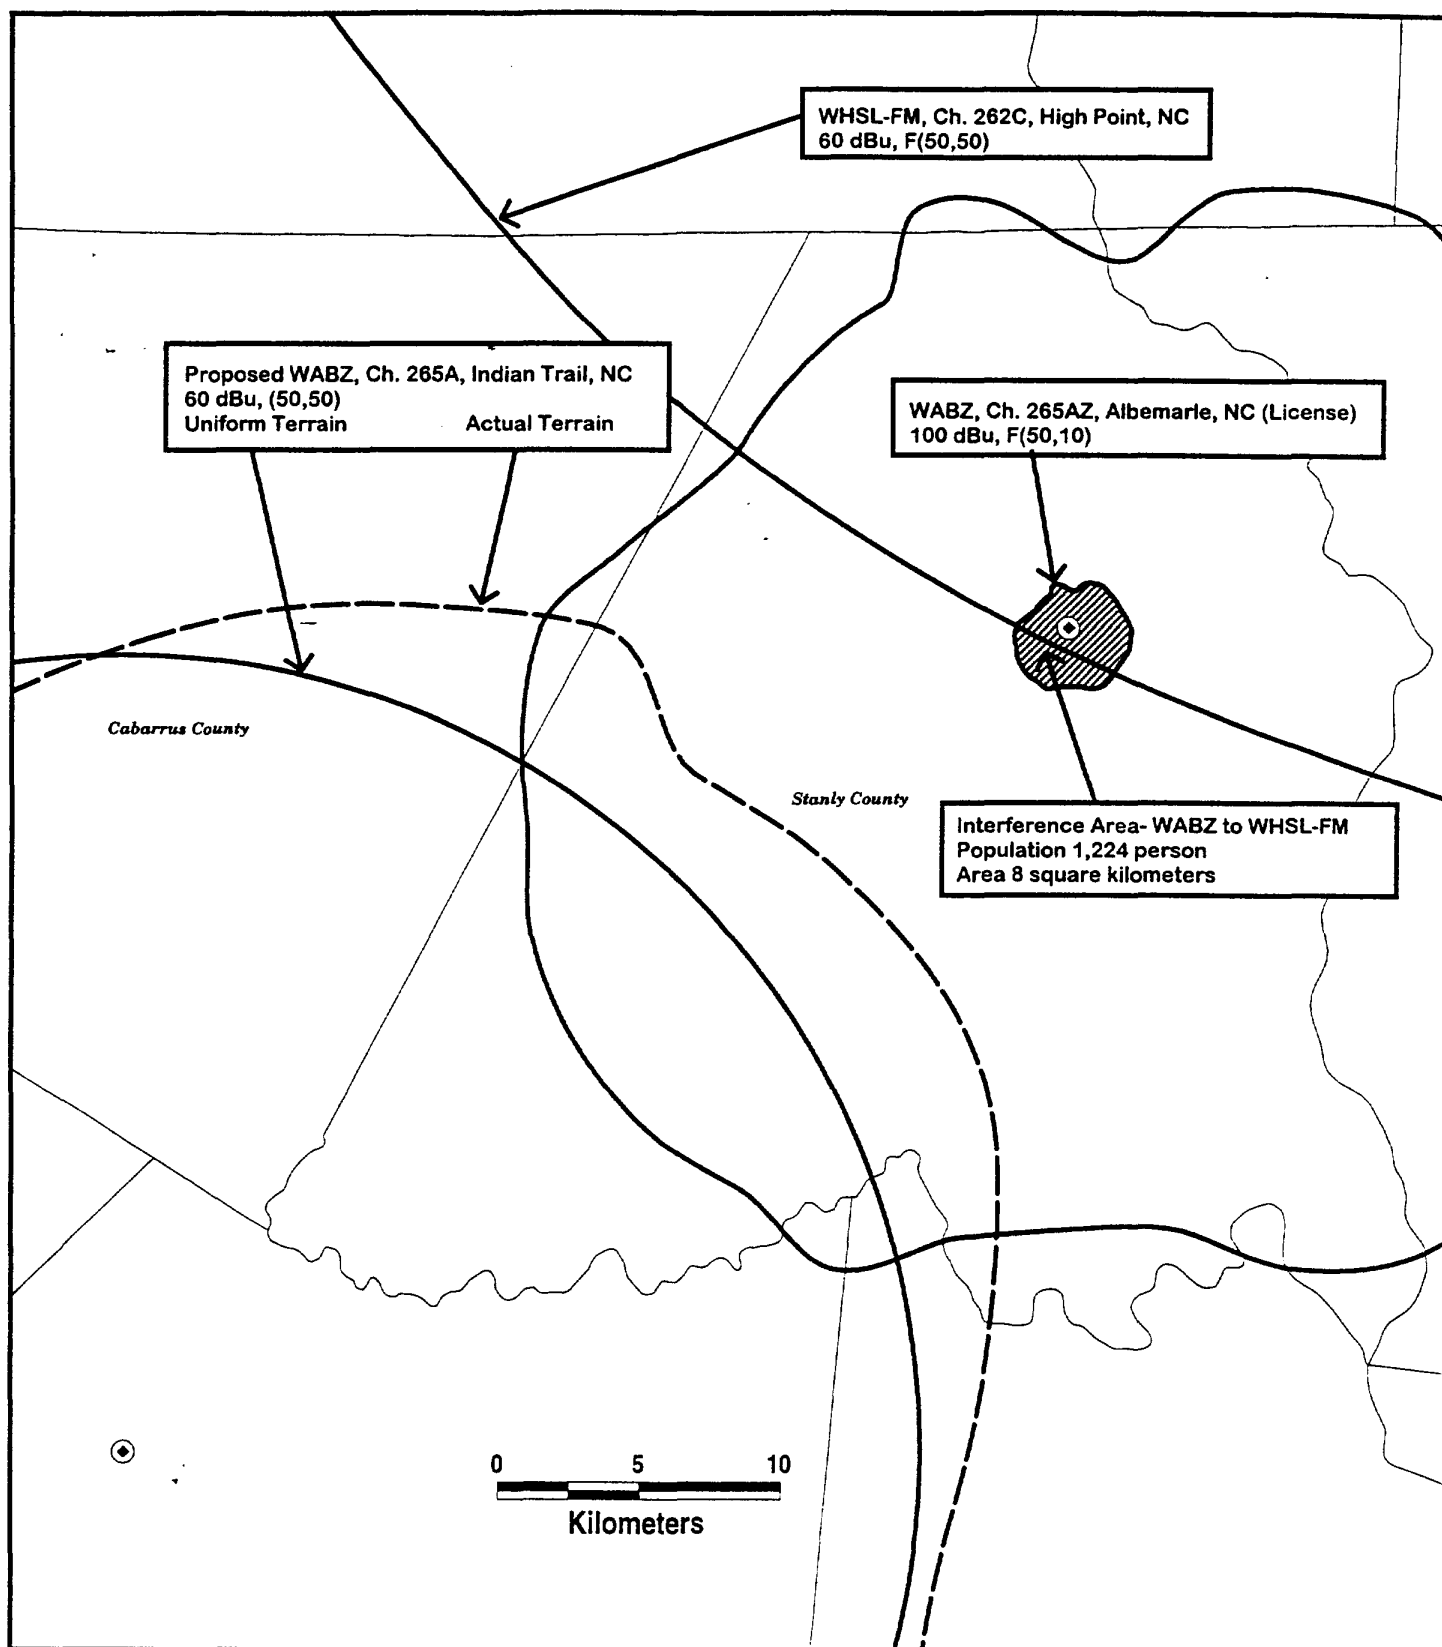 WHSL-FM, Ch. 262C, High Point, NC
60 dBu, F(50,50)
Proposed WABZ, Ch. 265A, Indian Trail, NC
60 dBu, (50,50)
Uniform Terrain Actual Terrain
WABZ, Ch. 265AZ, Albemarle, NC (License)
100 dBu, F(50,10)
Cabarrus County
Stanly County
Interference Area- WABZ to WHSL-FM
Population 1,224 person
Area 8 square kilometers
0 5 10
Kilometers